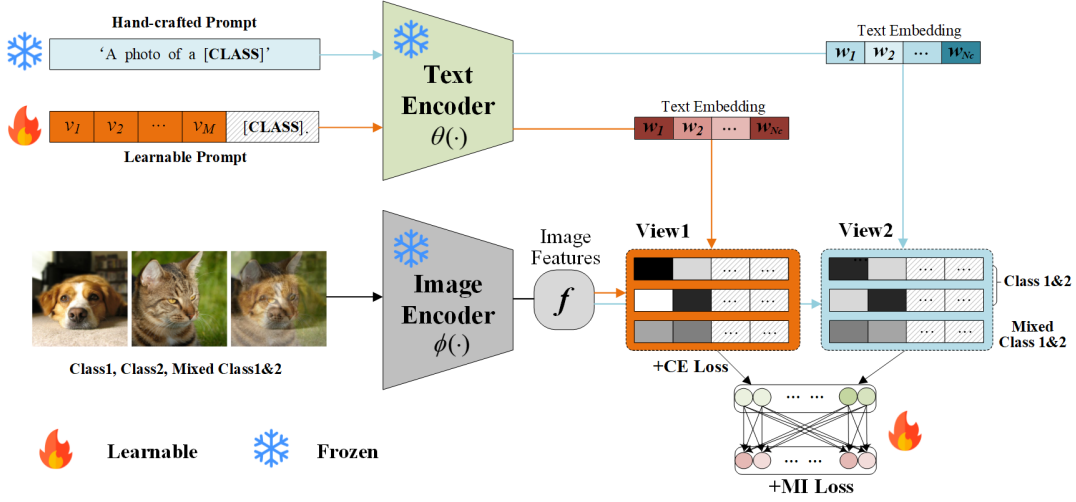 Hand-crafted Prompt
‘A photo of a [CLASS]’
v1 v2 ... vM [CLASS].
Learnable Prompt
Text
Encoder
θ(·)
Text Embedding
w1 w2 ... wNc
Text Embedding
w1 w2 ... wNc
Class1, Class2, Mixed Class1&2
Image
Encoder
ϕ(·)
Image
Features
f
View1
... ...
... ...
... ...
View2
... ... ...
... ...
... ...
Class 1&2
Mixed
Class 1&2
+CE Loss
... ...
... ...
+MI Loss
Learnable
Frozen